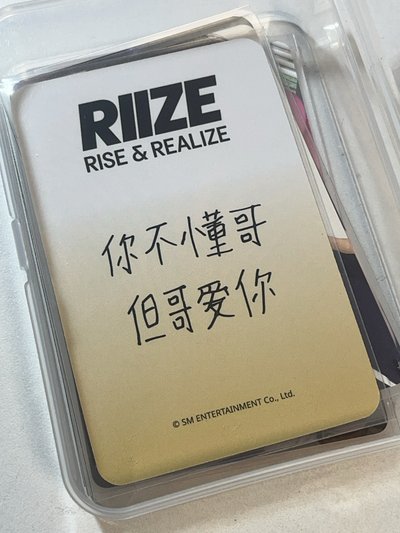 RIIZE
RISE & REALIZE
你不懂哥
但哥爱你
© SM ENTERTAINMENT Co., Ltd.